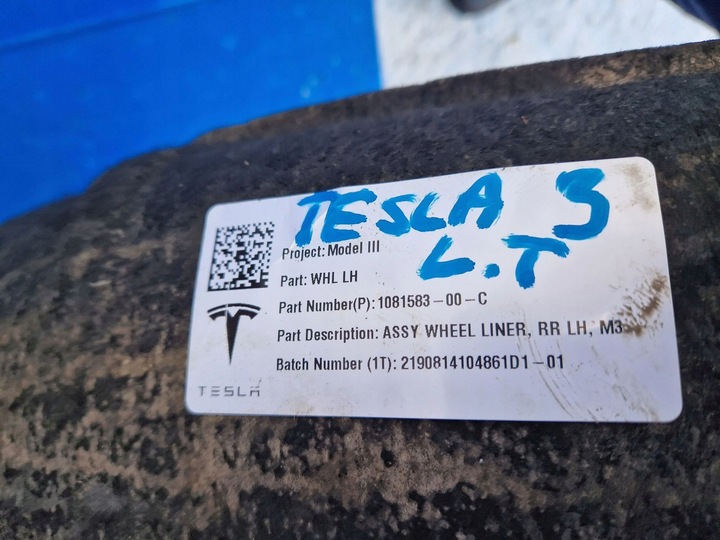 TESLA 3
L.T
Project: Model III
Part: WHL LH
Part Number(P): 1081583-00-C
Part Description: ASSY WHEEL LINER, RR LH, M3
Batch Number (1T): 2190814104861D1-01
TESLA